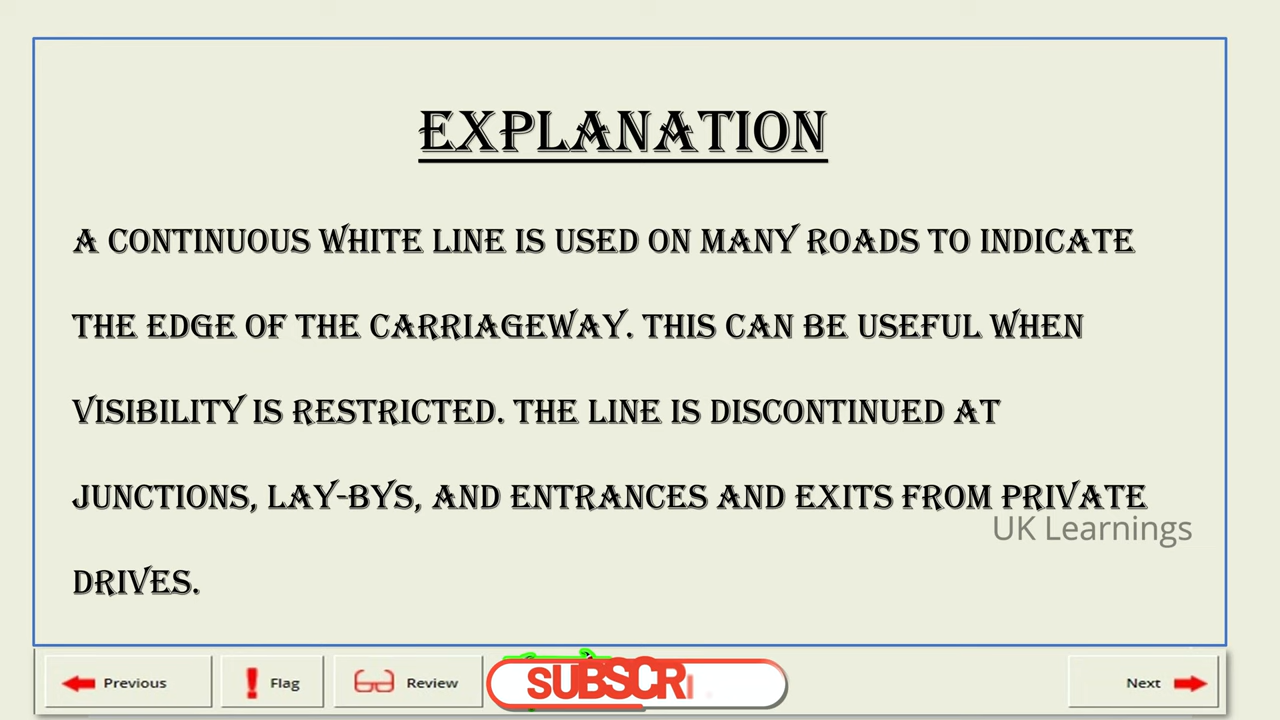 EXPLANATION
A CONTINUOUS WHITE LINE IS USED ON MANY ROADS TO INDICATE
THE EDGE OF THE CARRIAGEWAY. THIS CAN BE USEFUL WHEN
VISIBILITY IS RESTRICTED. THE LINE IS DISCONTINUED AT
JUNCTIONS, LAY-BYS, AND ENTRANCES AND EXITS FROM PRIVATE
UK Learnings
DRIVES.
Previous
Flag
Review
SUBSCR
Next